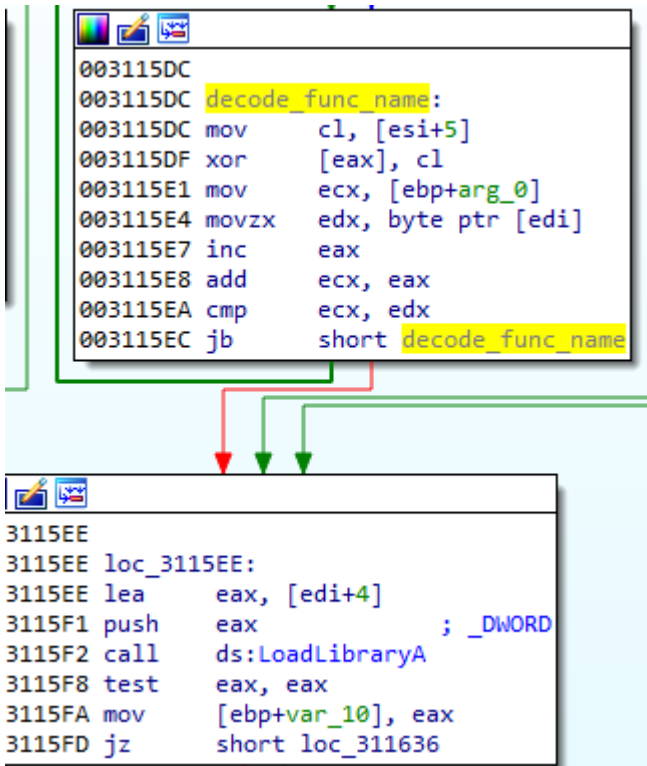 003115DC
003115DC decode_func_name:
003115DC mov cl, [esi+5]
003115DF xor [eax], cl
003115E1 mov ecx, [ebp+arg_0]
003115E4 movzx edx, byte ptr [edi]
003115E7 inc eax
003115E8 add ecx, eax
003115EA cmp ecx, edx
003115EC jb short decode_func_name
3115EE
3115EE loc_3115EE:
3115EE lea eax, [edi+4]
3115F1 push eax ; _DWORD
3115F2 call ds:LoadLibraryA
3115F8 test eax, eax
3115FA mov [ebp+var_10], eax
3115FD jz short loc_311636